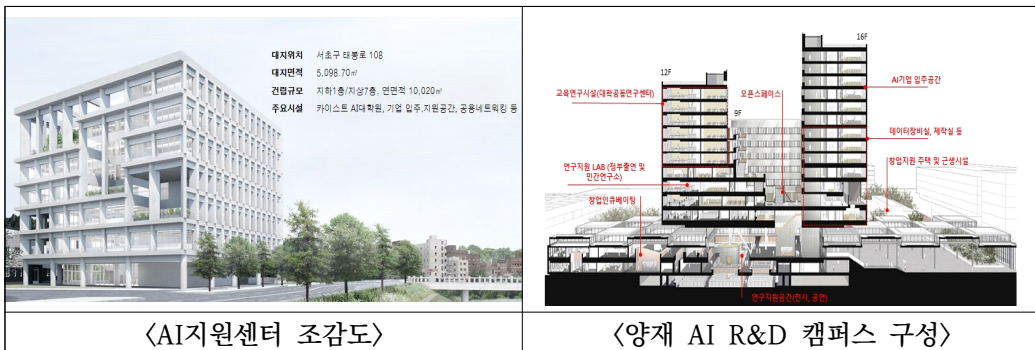 대지위치 서초구 태봉로 108
대지면적 5,098.70㎡
건립규모 지하1층/지상7층, 연면적 10,020㎡
주요시설 카이스트 AI대학원, 기업 입주,지원공간, 공용네트워킹 등
〈AI지원센터 조감도〉
16F
12F
AI기업 입주공간
교육연구시설(대학공동연구센터)
오픈스페이스
9F
데이터장비실, 제작실 등
창업지원 주택 및 근생시설
연구지원 LAB (정부출연 및
민간연구소)
창업인큐베이팅
연구지원공간(전시, 공연)
〈양재 AI R&D 캠퍼스 구성〉